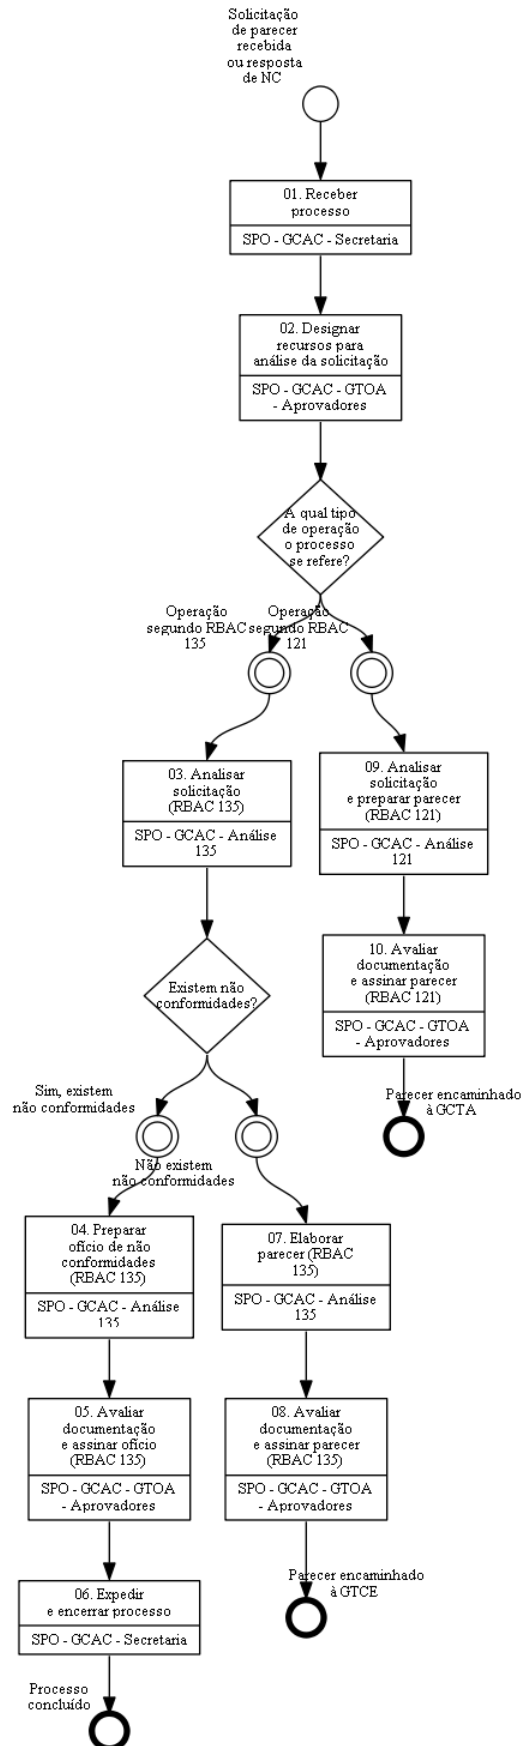 Solicitação
de parecer
recebida
ou resposta
de NC
01. Receber
processo
SPO - GCAC - Secretaria
02. Designar
recursos para
análise da solicitação
SPO - GCAC - GTOA
- Aprovadores
A qual tipo
de operação
o processo
se refere?
Operação
segundo RBAC
135
Operação
segundo RBAC
121
03. Analisar
solicitação
(RBAC 135)
SPO - GCAC - Análise
135
09. Analisar
solicitação
e preparar parecer
(RBAC 121)
SPO - GCAC - Análise
121
Existem não
conformidades?
10. Avaliar
documentação
e assinar parecer
(RBAC 121)
SPO - GCAC - GTOA
- Aprovadores
Sim, existem
não conformidades
Parecer encaminhado
à GCTA
Não existem
não conformidades
04. Preparar
ofício de não
conformidades
(RBAC 135)
SPO - GCAC - Análise
135
07. Elaborar
parecer (RBAC
135)
SPO - GCAC - Análise
135
05. Avaliar
documentação
e assinar ofício
(RBAC 135)
SPO - GCAC - GTOA
- Aprovadores
08. Avaliar
documentação
e assinar parecer
(RBAC 135)
SPO - GCAC - GTOA
- Aprovadores
06. Expedir
e encerrar processo
SPO - GCAC - Secretaria
Parecer encaminhado
à GTCE
Processo
concluído